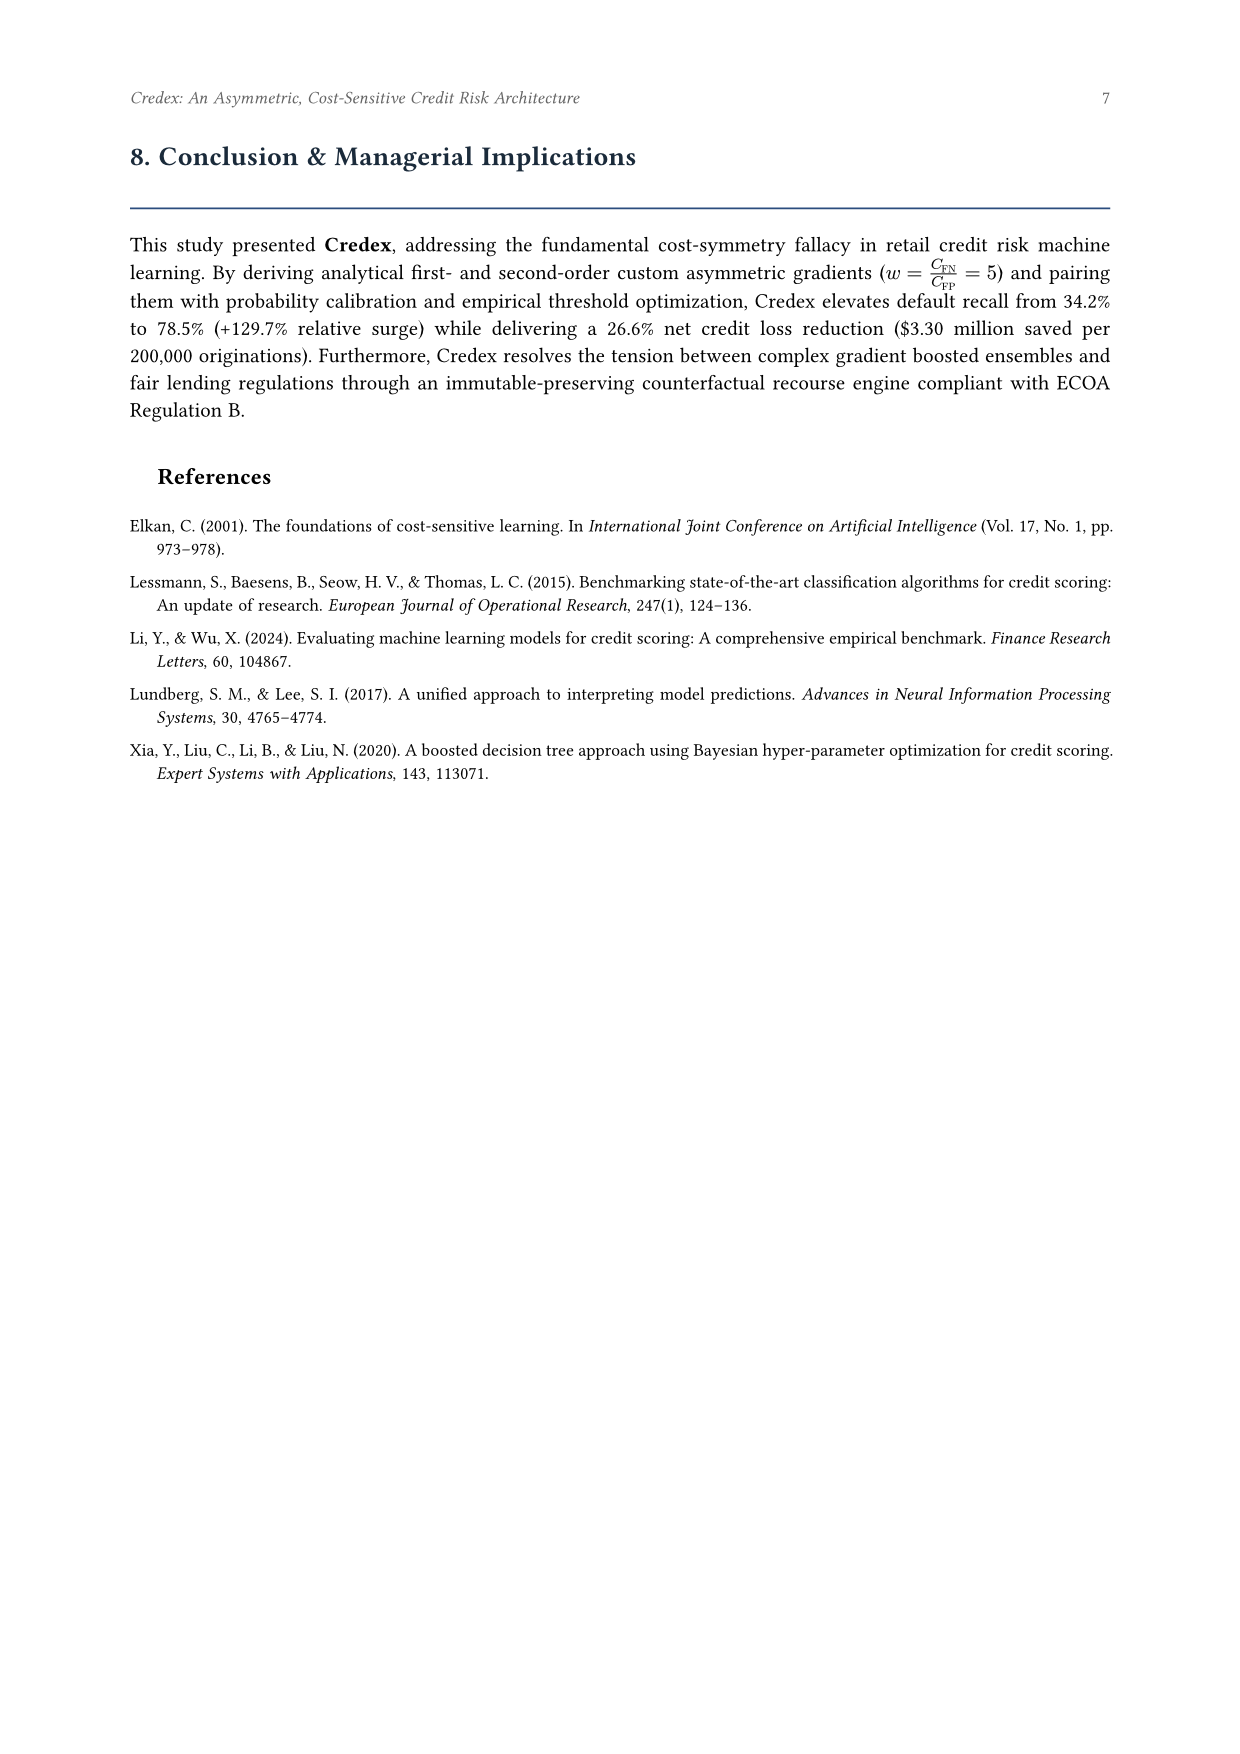 Credex: An Asymmetric, Cost-Sensitive Credit Risk Architecture 7
8. Conclusion & Managerial Implications
This study presented Credex, addressing the fundamental cost-symmetry fallacy in retail credit risk machine
learning. By deriving analytical first- and second-order custom asymmetric gradients (w = C_FN/C_FP = 5) and pairing
them with probability calibration and empirical threshold optimization, Credex elevates default recall from 34.2%
to 78.5% (+129.7% relative surge) while delivering a 26.6% net credit loss reduction ($3.30 million saved per
200,000 originations). Furthermore, Credex resolves the tension between complex gradient boosted ensembles and
fair lending regulations through an immutable-preserving counterfactual recourse engine compliant with ECOA
Regulation B.
References
Elkan, C. (2001). The foundations of cost-sensitive learning. In International Joint Conference on Artificial Intelligence (Vol. 17, No. 1, pp.
973–978).
Lessmann, S., Baesens, B., Seow, H. V., & Thomas, L. C. (2015). Benchmarking state-of-the-art classification algorithms for credit scoring:
An update of research. European Journal of Operational Research, 247(1), 124–136.
Li, Y., & Wu, X. (2024). Evaluating machine learning models for credit scoring: A comprehensive empirical benchmark. Finance Research
Letters, 60, 104867.
Lundberg, S. M., & Lee, S. I. (2017). A unified approach to interpreting model predictions. Advances in Neural Information Processing
Systems, 30, 4765–4774.
Xia, Y., Liu, C., Li, B., & Liu, N. (2020). A boosted decision tree approach using Bayesian hyper-parameter optimization for credit scoring.
Expert Systems with Applications, 143, 113071.